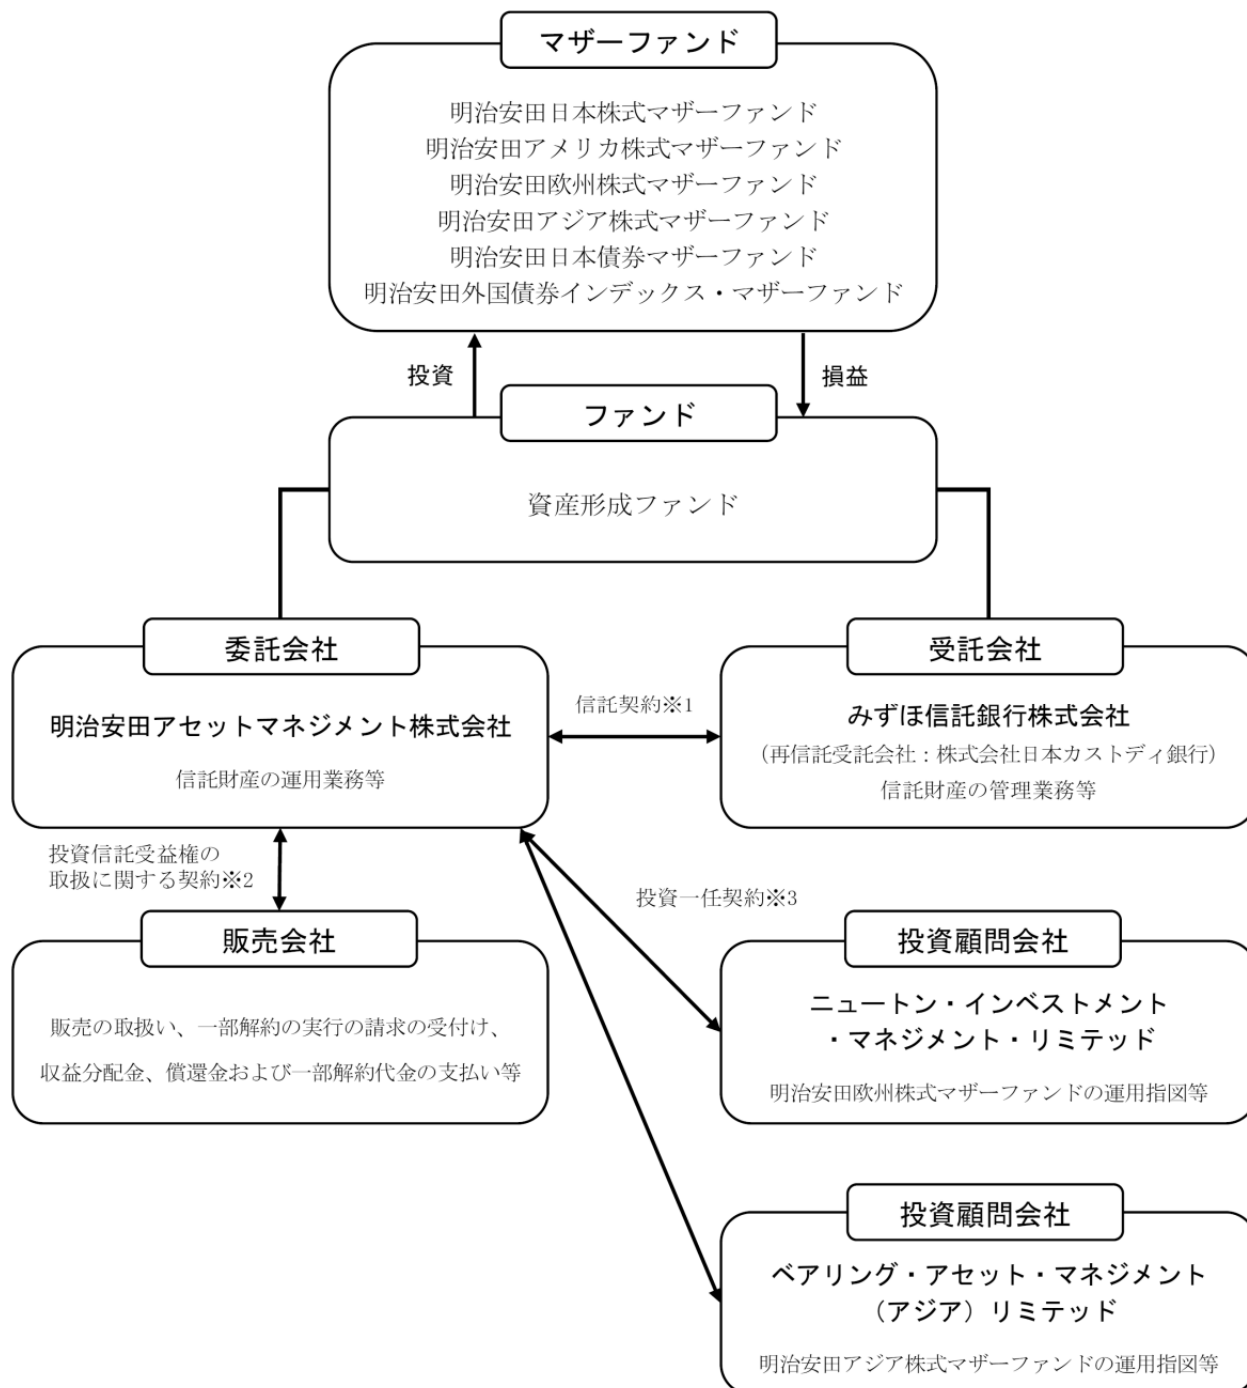 マザーファンド
明治安田日本株式マザーファンド
明治安田アメリカ株式マザーファンド
明治安田欧州株式マザーファンド
明治安田アジア株式マザーファンド
明治安田日本債券マザーファンド
明治安田外国債券インデックス・マザーファンド
投資
損益
ファンド
資産形成ファンド
委託会社
明治安田アセットマネジメント株式会社
信託財産の運用業務等
信託契約※1
受託会社
みずほ信託銀行株式会社
（再信託受託会社：株式会社日本カストディ銀行）
信託財産の管理業務等
投資信託受益権の
取扱に関する契約※2
投資一任契約※3
販売会社
販売の取扱い、一部解約の実行の請求の受付け、
収益分配金、償還金および一部解約代金の支払い等
投資顧問会社
ニュートン・インベストメント
・マネジメント・リミテッド
明治安田欧州株式マザーファンドの運用指図等
投資顧問会社
ベアリング・アセット・マネジメント
（アジア）リミテッド
明治安田アジア株式マザーファンドの運用指図等